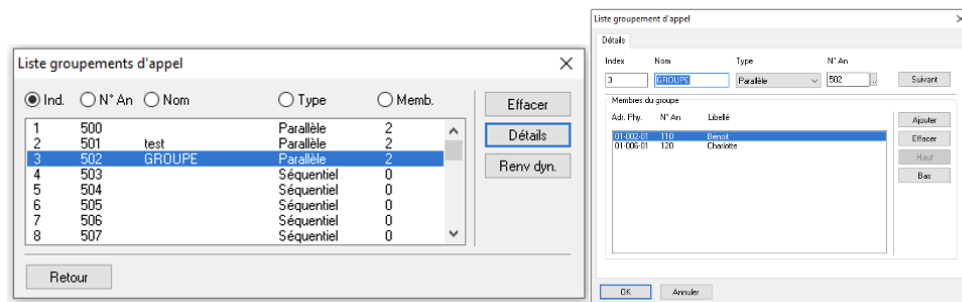 Liste groupements d'appel
Ind. N° An Nom Type Memb.
1 500 Parallèle 2
2 501 test Parallèle 2
3 502 GROUPE Parallèle 2
4 503 Séquentiel 0
5 504 Séquentiel 0
6 505 Séquentiel 0
7 506 Séquentiel 0
8 507 Séquentiel 0
Effacer
Détails
Renv dyn.
Retour
Liste groupement d'appel
Détails
Index Nom Type N° An
3 GROUPE Parallèle 502 ... Suivant
Membres du groupe
Adr. Phy. N° An Libellé
01-002-01 110 Benoit
01-006-01 120 Charlotte
Ajouter
Effacer
Haut
Bas
OK Annuler